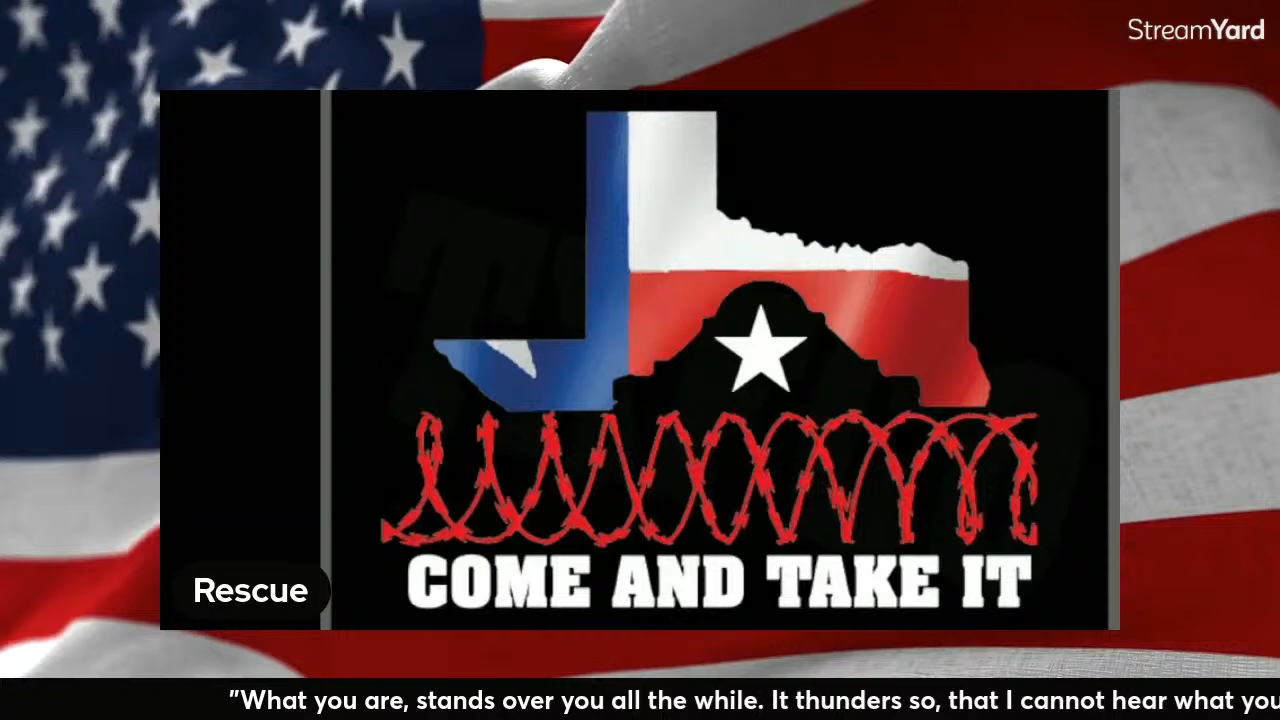 StreamYard
COME AND TAKE IT
Rescue
"What you are, stands over you all the while. It thunders so, that I cannot hear what you